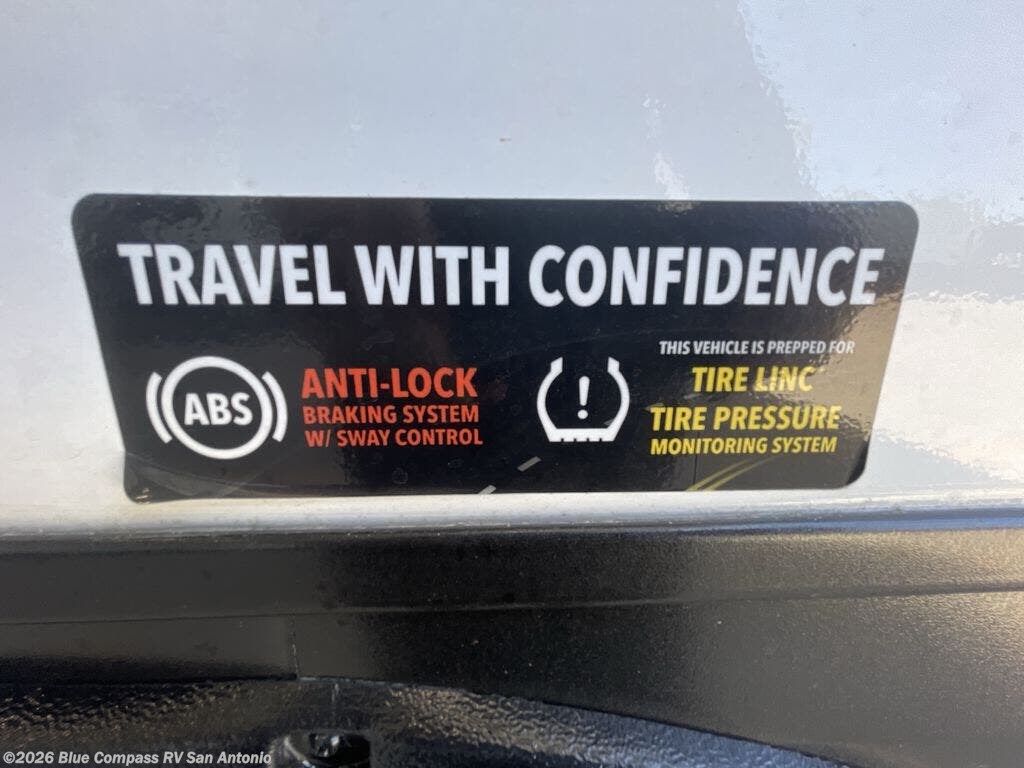 TRAVEL WITH CONFIDENCE
ABS
ANTI-LOCK
BRAKING SYSTEM
W/ SWAY CONTROL
!
THIS VEHICLE IS PREPPED FOR
TIRE LINC
TIRE PRESSURE
MONITORING SYSTEM
©2026 Blue Compass RV San Antonio